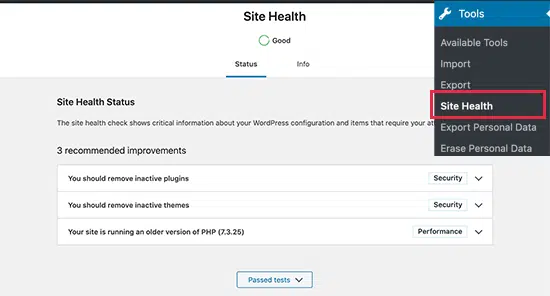 Site Health
Good
Status Info
Site Health Status
The site health check shows critical information about your WordPress configuration and items that require your
3 recommended improvements
You should remove inactive plugins Security
You should remove inactive themes Security
Your site is running an older version of PHP (7.3.25) Performance
Passed tests
Tools
Available Tools
Import
Export
Site Health
Export Personal Data
Erase Personal Data